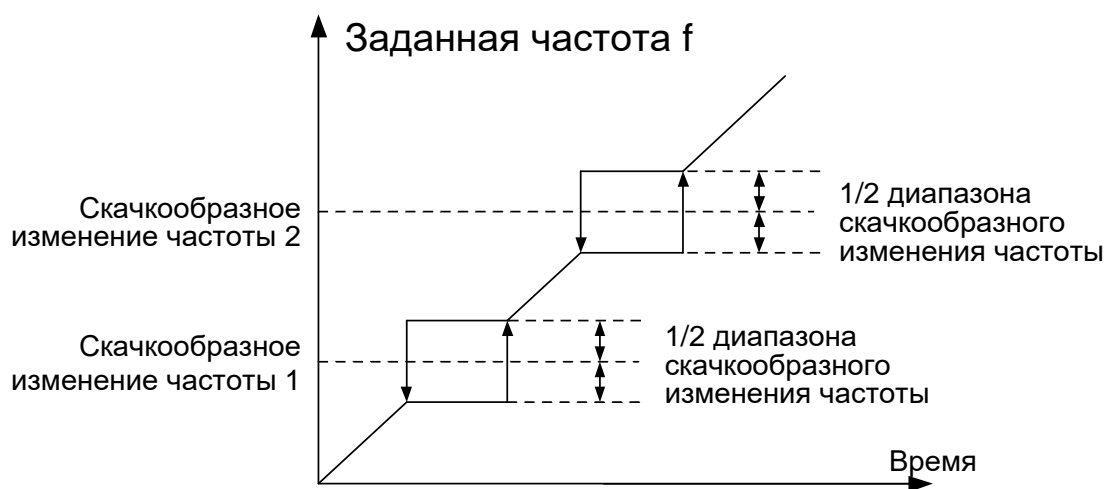 Заданная частота f
Скачкообразное
изменение частоты 2
1/2 диапазона
скачкообразного
изменения частоты
Скачкообразное
изменение частоты 1
1/2 диапазона
скачкообразного
изменения частоты
Время